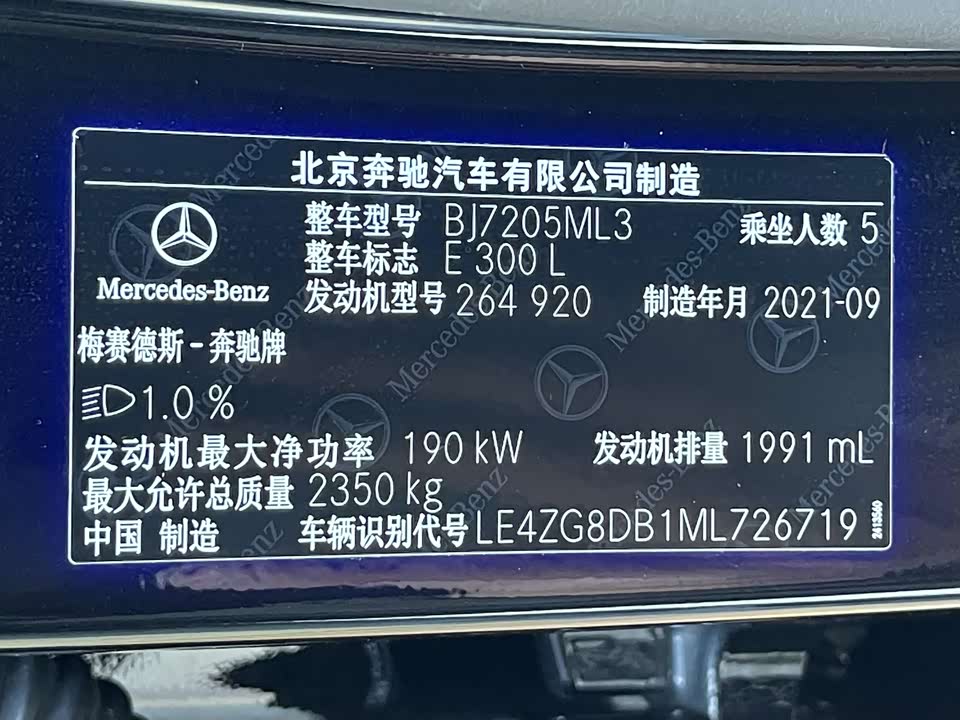 北京奔驰汽车有限公司制造
整车型号 BJ7205ML3 乘坐人数 5
整车标志 E 300 L
Mercedes-Benz
发动机型号 264 920 制造年月 2021-09
梅赛德斯-奔驰牌
1.0 %
发动机最大净功率 190 kW 发动机排量 1991 mL
最大允许总质量 2350 kg
中国 制造 车辆识别代号 LE4ZG8DB1ML726719